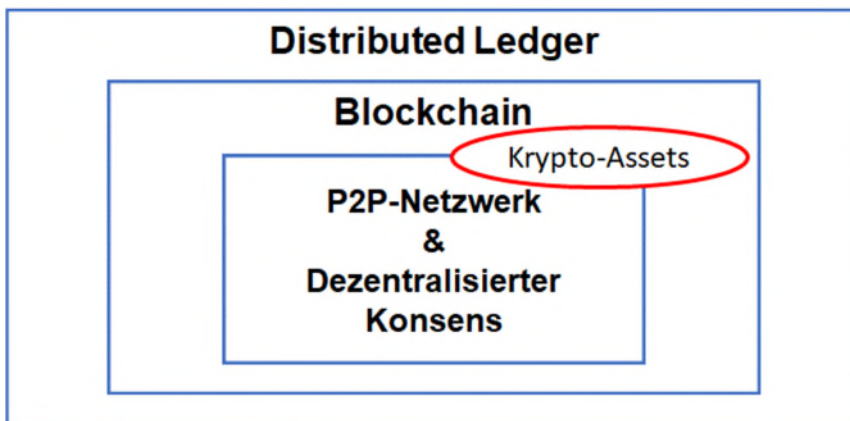 Distributed Ledger
Blockchain
Krypto-Assets
P2P-Netzwerk
&
Dezentralisierter
Konsens